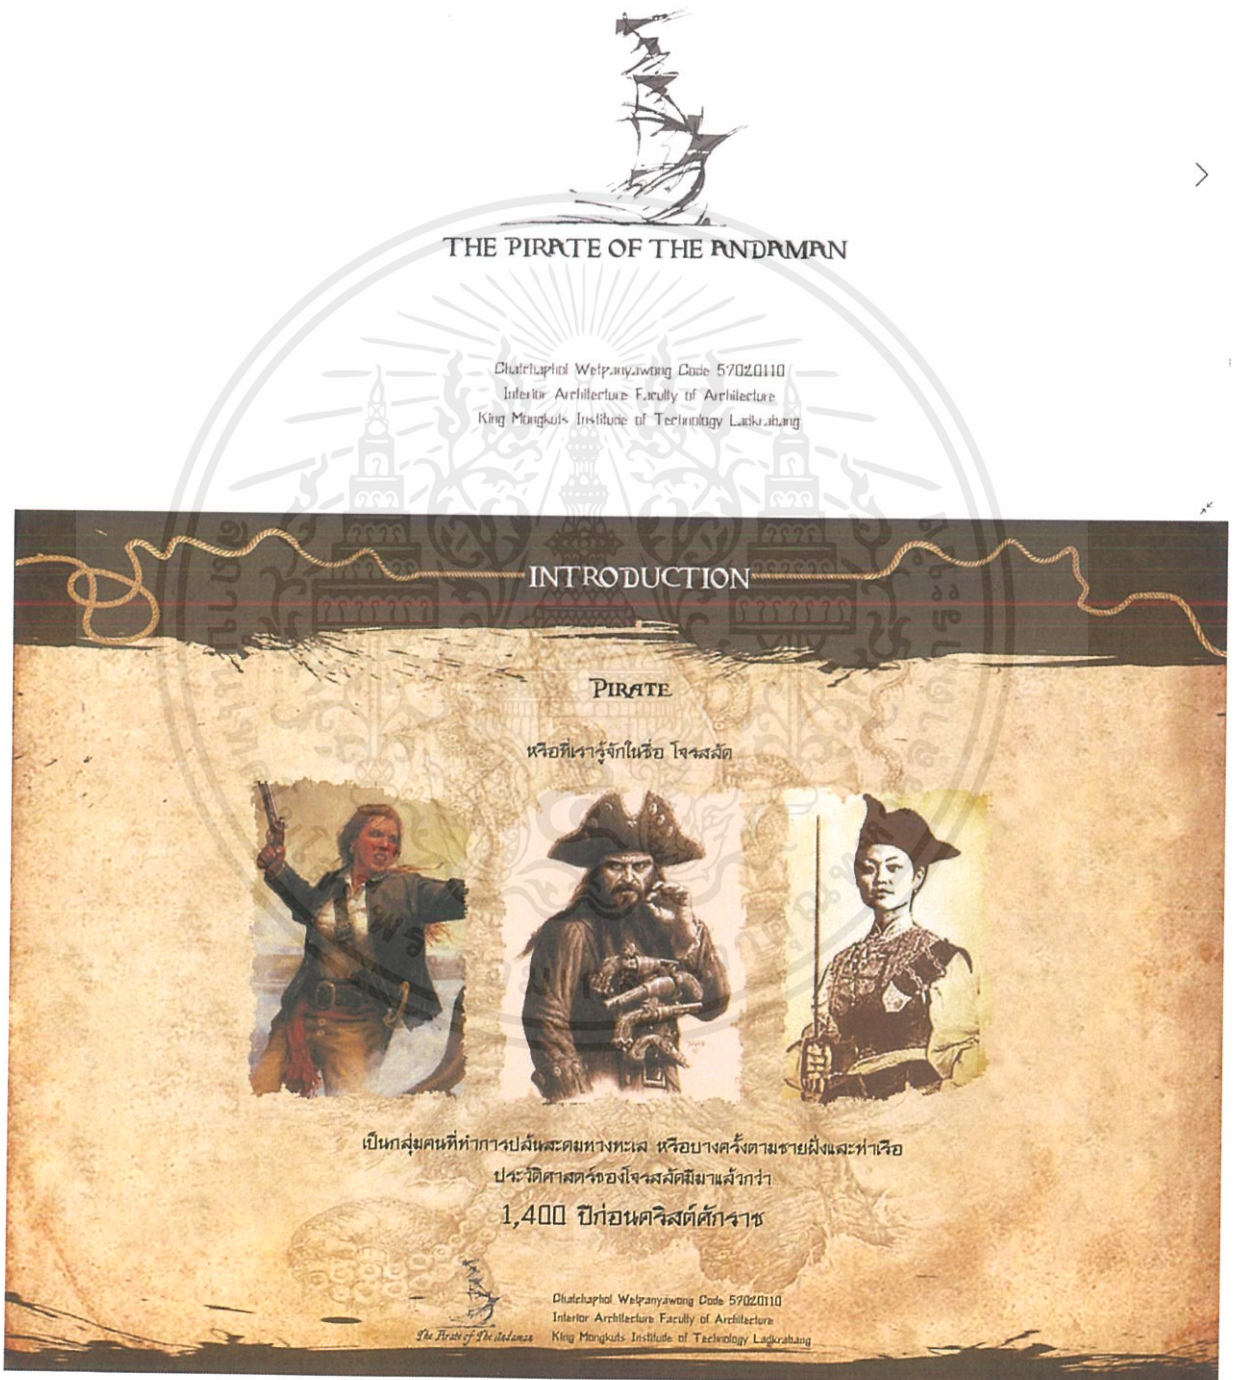 THE PIRATE OF THE ANDAMAN
Chatchaphol Welpanyawong Code 57020110
Interior Architecture Faculty of Architecture
King Mongkuts Institude of Technology Ladkrabang
INTRODUCTION
PIRATE
หรือที่เรารู้จักในชื่อ โจรสลัด
เป็นกลุ่มคนที่ทำการปล้นสะดมทางทะเล หรือบางครั้งตามชายฝั่งและท่าเรือ
ประวัติศาสตร์ของโจรสลัดมีมาแล้วกว่า
1,400 ปีก่อนคริสต์ศักราช
The Pirate of The Andaman
Chatchaphol Welpanyawong Code 57020110
Interior Architecture Faculty of Architecture
King Mongkuts Institude of Technology Ladkrabang